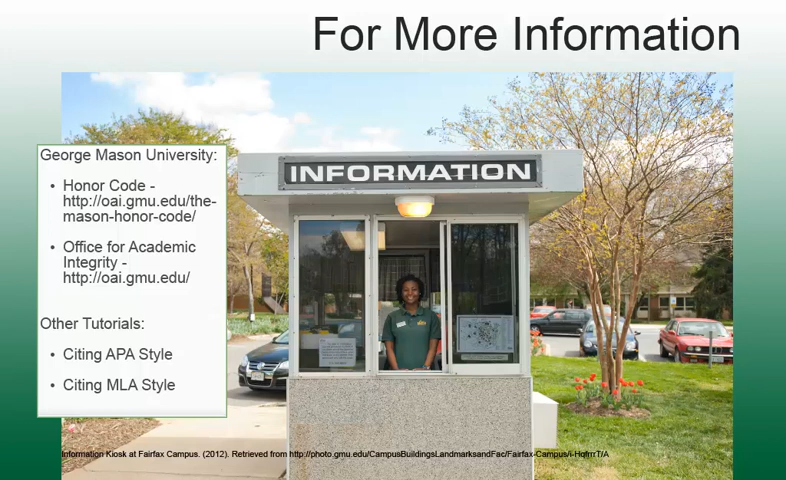 For More Information
George Mason University:
• Honor Code -
http://oai.gmu.edu/the-
mason-honor-code/
• Office for Academic
Integrity -
http://oai.gmu.edu/
Other Tutorials:
• Citing APA Style
• Citing MLA Style
INFORMATION
Information Kiosk at Fairfax Campus. (2012). Retrieved from http://photo.gmu.edu/CampusBuildingsLandmarksandFac/Fairfax-Campus/i-HqfrrrT/A